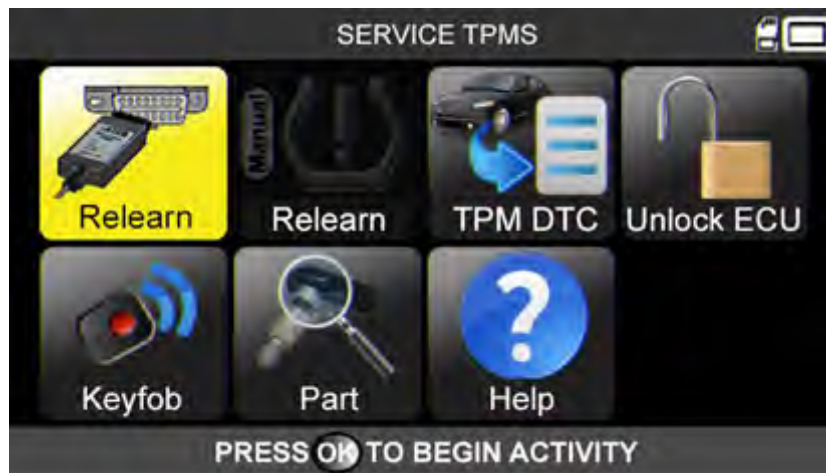 SERVICE TPMS
Manual
Relearn
Relearn
TPM DTC
Unlock ECU
Keyfob
Part
Help
PRESS OK TO BEGIN ACTIVITY